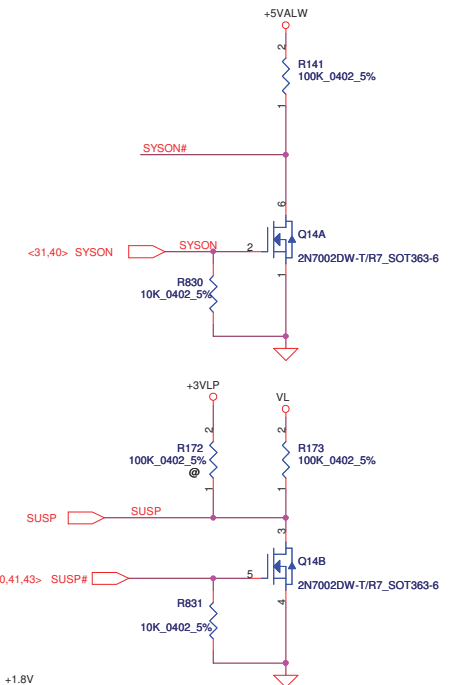 +5VALW
2
R141
100K_0402_5%
1
SYSON#
6
Q14A
<31,40> SYSON
SYSON
2
2N7002DW-T/R7_SOT363-6
R830
10K_0402_5%
1
+3VLP
VL
2
2
R172
100K_0402_5%
@
R173
100K_0402_5%
1
1
SUSP
SUSP
3
Q14B
0,41,43> SUSP#
5
2N7002DW-T/R7_SOT363-6
R831
10K_0402_5%
4
+1.8V